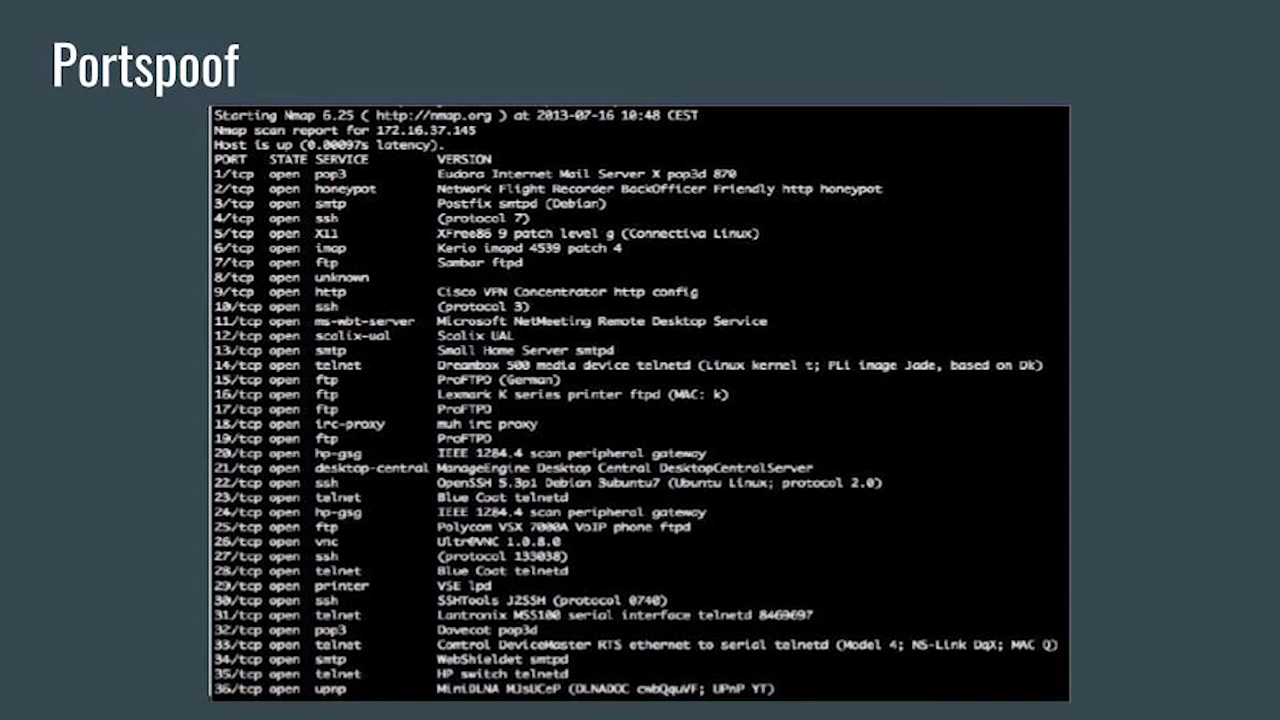 Portspoof
Starting Nmap 6.25 ( http://nmap.org ) at 2013-07-16 10:48 CEST
Nmap scan report for 172.16.37.145
Host is up (0.00097s latency).
PORT STATE SERVICE VERSION
1/tcp open pop3 Eudora Internet Mail Server X pop3d 870
2/tcp open honeypot Network Flight Recorder BackOfficer Friendly http honeypot
3/tcp open smtp Postfix smtpd (Debian)
4/tcp open ssh (protocol 7)
5/tcp open X11 XFree86 9 patch level g (Connectiva Linux)
6/tcp open imap Kerio imapd 4539 patch 4
7/tcp open ftp Sambar ftpd
8/tcp open unknown
9/tcp open http Cisco VPN Concentrator http config
10/tcp open ssh (protocol 3)
11/tcp open ms-wbt-server Microsoft NetMeeting Remote Desktop Service
12/tcp open scalix-ual Scalix UAL
13/tcp open smtp Small Home Server smtpd
14/tcp open telnet Dreambox 500 media device telnetd (Linux kernel t; PLi image Jade, based on Dk)
15/tcp open ftp ProFTPD (German)
16/tcp open ftp Lexmark K series printer ftpd (MAC: k)
17/tcp open ftp ProFTPD
18/tcp open irc-proxy muh irc proxy
19/tcp open ftp ProFTPD
20/tcp open hp-gsg IEEE 1284.4 scan peripheral gateway
21/tcp open desktop-central ManageEngine Desktop Central DesktopCentralServer
22/tcp open ssh OpenSSH 5.3p1 Debian 3ubuntu7 (Ubuntu Linux; protocol 2.0)
23/tcp open telnet Blue Coat telnetd
24/tcp open hp-gsg IEEE 1284.4 scan peripheral gateway
25/tcp open ftp Polycom VSX 7000A VoIP phone ftpd
26/tcp open vnc UltraVNC 1.0.8.0
27/tcp open ssh (protocol 133038)
28/tcp open telnet Blue Coat telnetd
29/tcp open printer VSE lpd
30/tcp open ssh SSHTools J2SSH (protocol 0740)
31/tcp open telnet Lantronix MSS100 serial interface telnetd 8469697
32/tcp open pop3 Dovecot pop3d
33/tcp open telnet Comtrol DeviceMaster RTS ethernet to serial telnetd (Model 4; NS-Link DqX; MAC Q)
34/tcp open smtp WebShieldet smtpd
35/tcp open telnet HP switch telnetd
36/tcp open upnp MiniDLNA (DLNADOC UPnP YT)